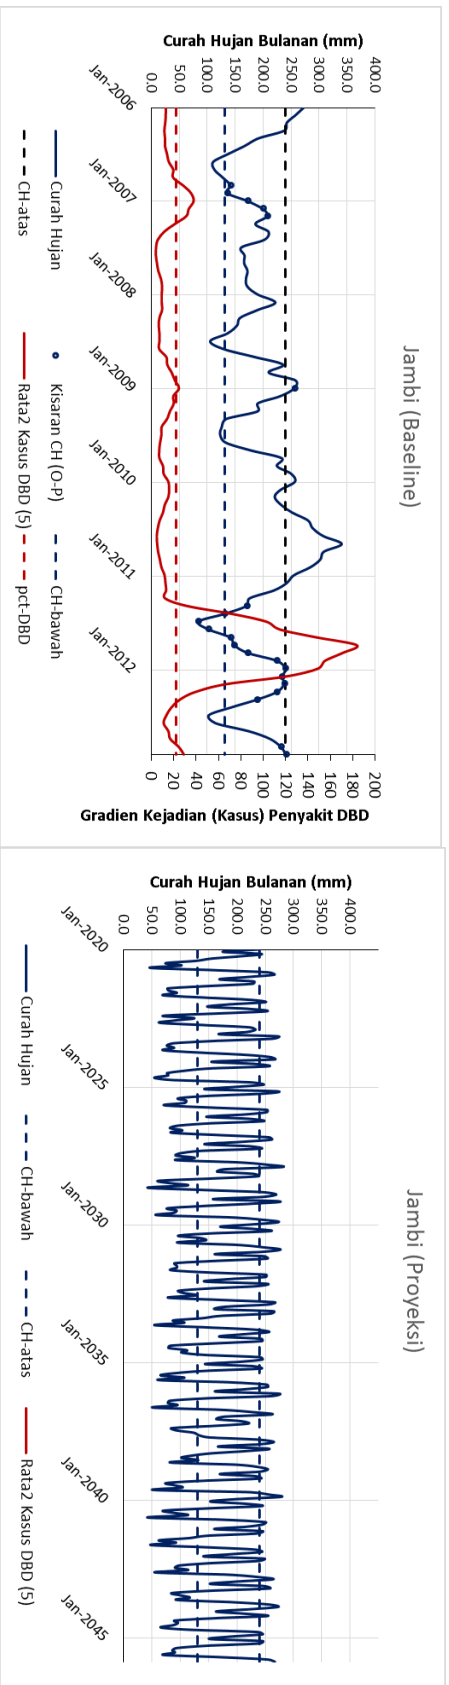 Jambi (Baseline)
Curah Hujan Bulanan (mm)
400.0
350.0
300.0
250.0
200.0
150.0
100.0
50.0
0.0
200
180
160
140
120
100
80
60
40
20
0
Gradien Kejadian (Kasus) Penyakit DBD
Jan-2006
Jan-2007
Jan-2008
Jan-2009
Jan-2010
Jan-2011
Jan-2012
Curah Hujan
Kisaran CH (O-P)
CH-bawah
CH-atas
Rata2 Kasus DBD (5)
pct-DBD
Jambi (Proyeksi)
Curah Hujan Bulanan (mm)
400.0
350.0
300.0
250.0
200.0
150.0
100.0
50.0
0.0
Jan-2020
Jan-2025
Jan-2030
Jan-2035
Jan-2040
Jan-2045
Curah Hujan
CH-bawah
CH-atas
Rata2 Kasus DBD (5)